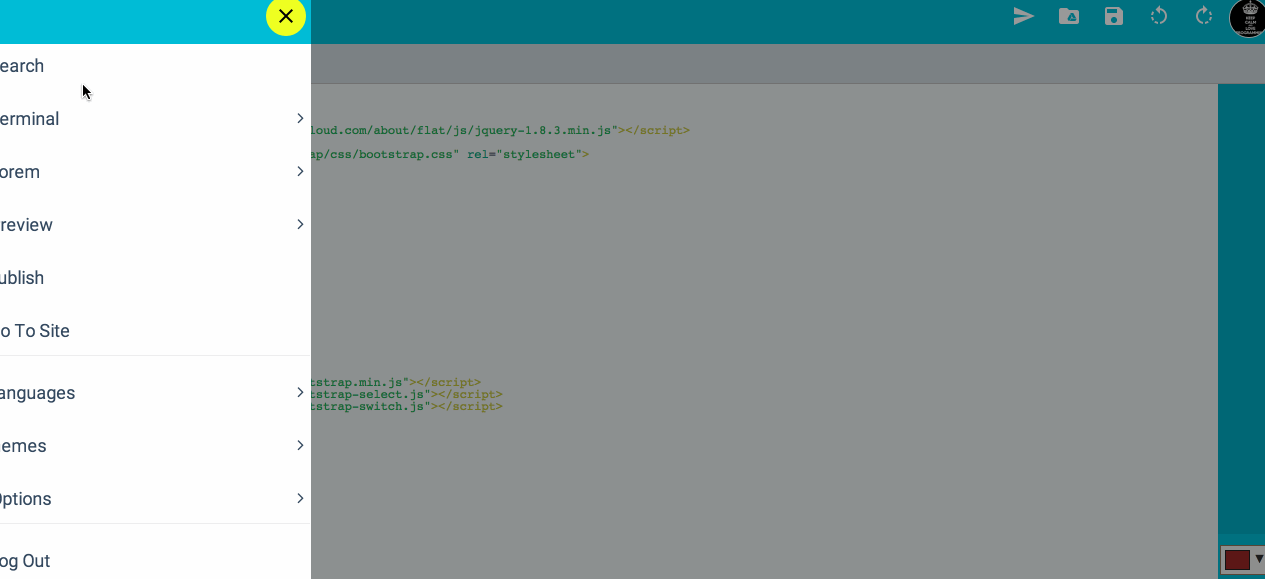 earch
erminal
loud.com/about/flat/js/jquery-1.8.3.min.js"></script>
ap/css/bootstrap.css" rel="stylesheet">
orem
review
ublish
o To Site
anguages
tstrap.min.js"></script>
tstrap-select.js"></script>
tstrap-switch.js"></script>
emes
ptions
og Out
KEEP
CALM